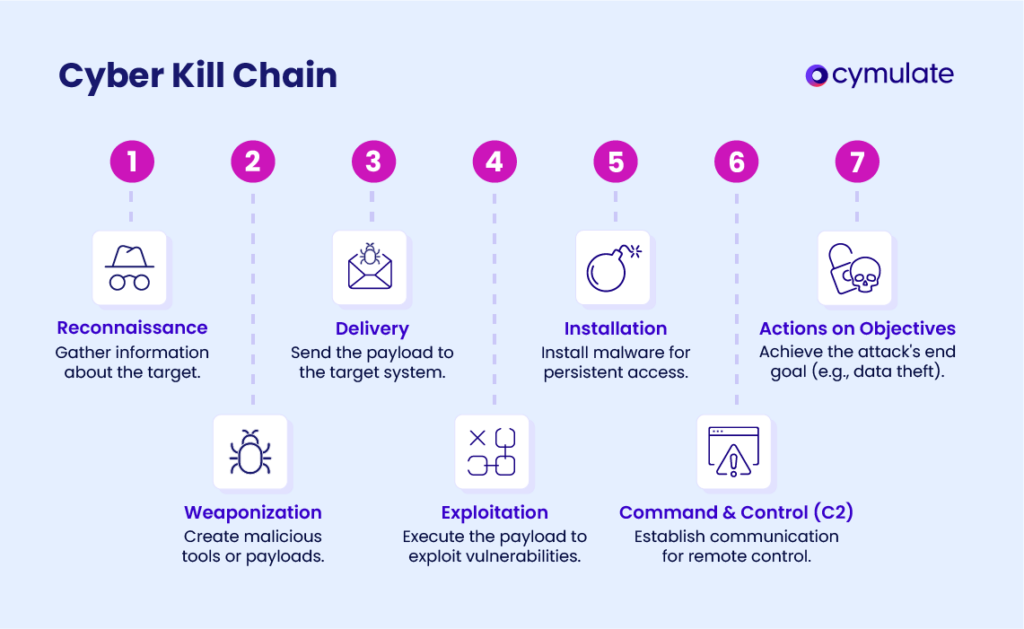 Cyber Kill Chain
cymulate
1
2
3
4
5
6
7
Reconnaissance
Gather information
about the target.
Delivery
Send the payload to
the target system.
Installation
Install malware for
persistent access.
Actions on Objectives
Achieve the attack's end
goal (e.g., data theft).
Weaponization
Create malicious
tools or payloads.
Exploitation
Execute the payload to
exploit vulnerabilities.
Command & Control (C2)
Establish communication
for remote control.